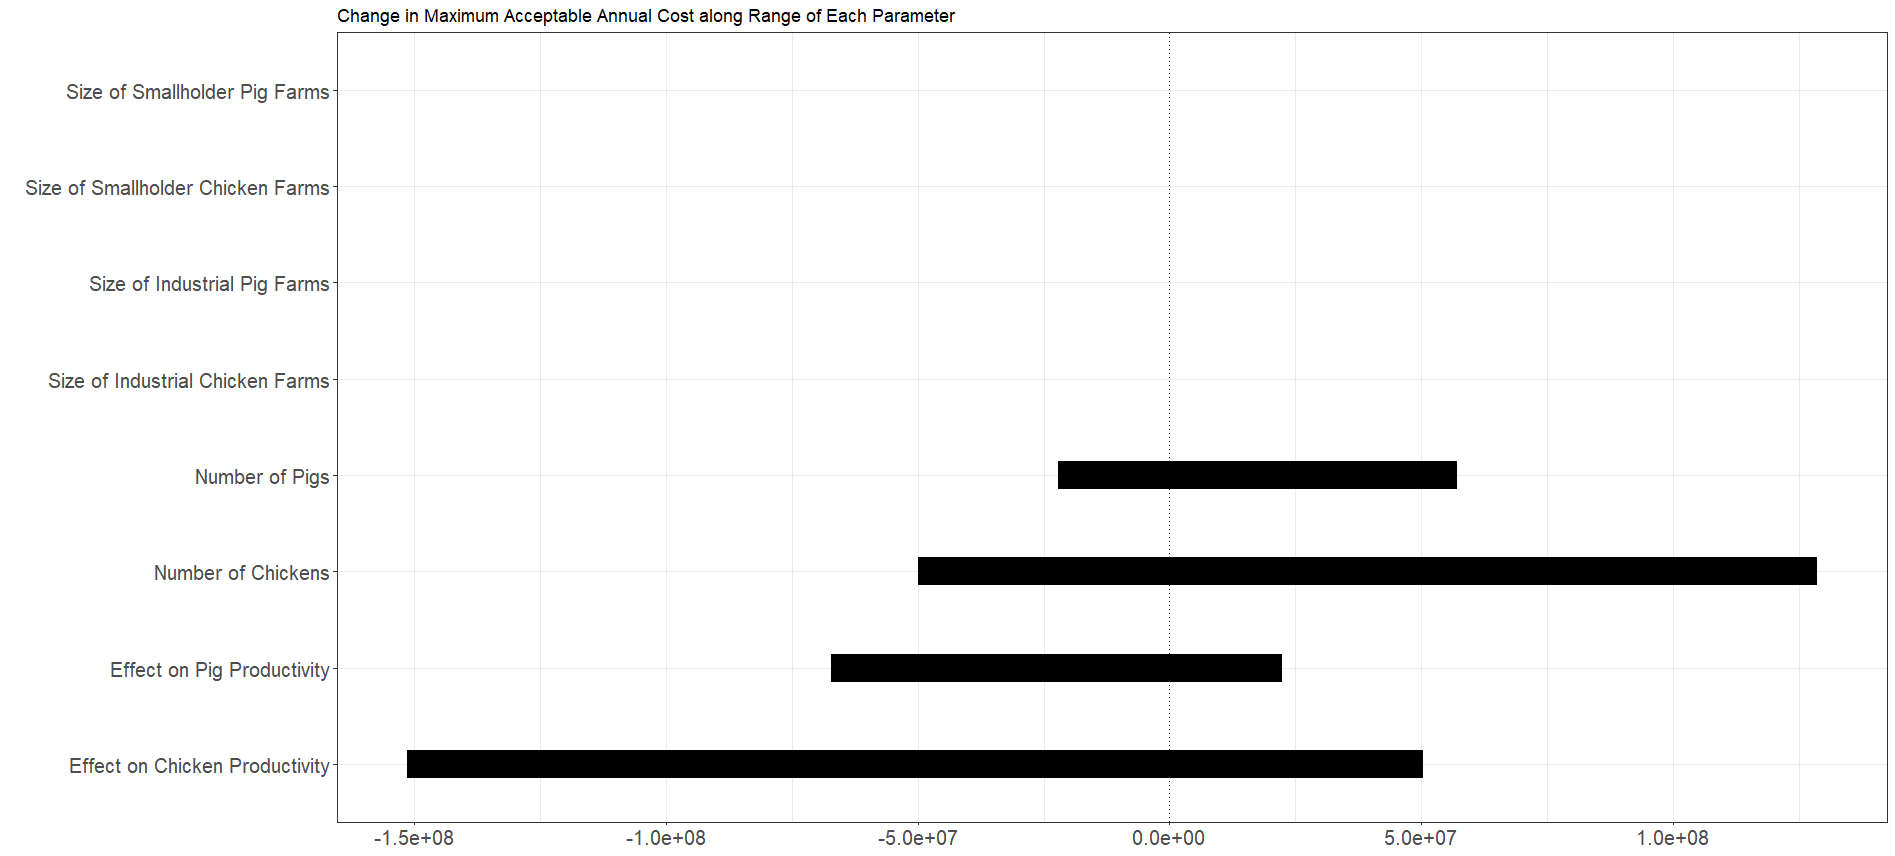 Change in Maximum Acceptable Annual Cost along Range of Each Parameter
Size of Smallholder Pig Farms
Size of Smallholder Chicken Farms
Size of Industrial Pig Farms
Size of Industrial Chicken Farms
Number of Pigs
Number of Chickens
Effect on Pig Productivity
Effect on Chicken Productivity
-1.5e+08 -1.0e+08 -5.0e+07 0.0e+00 5.0e+07 1.0e+08